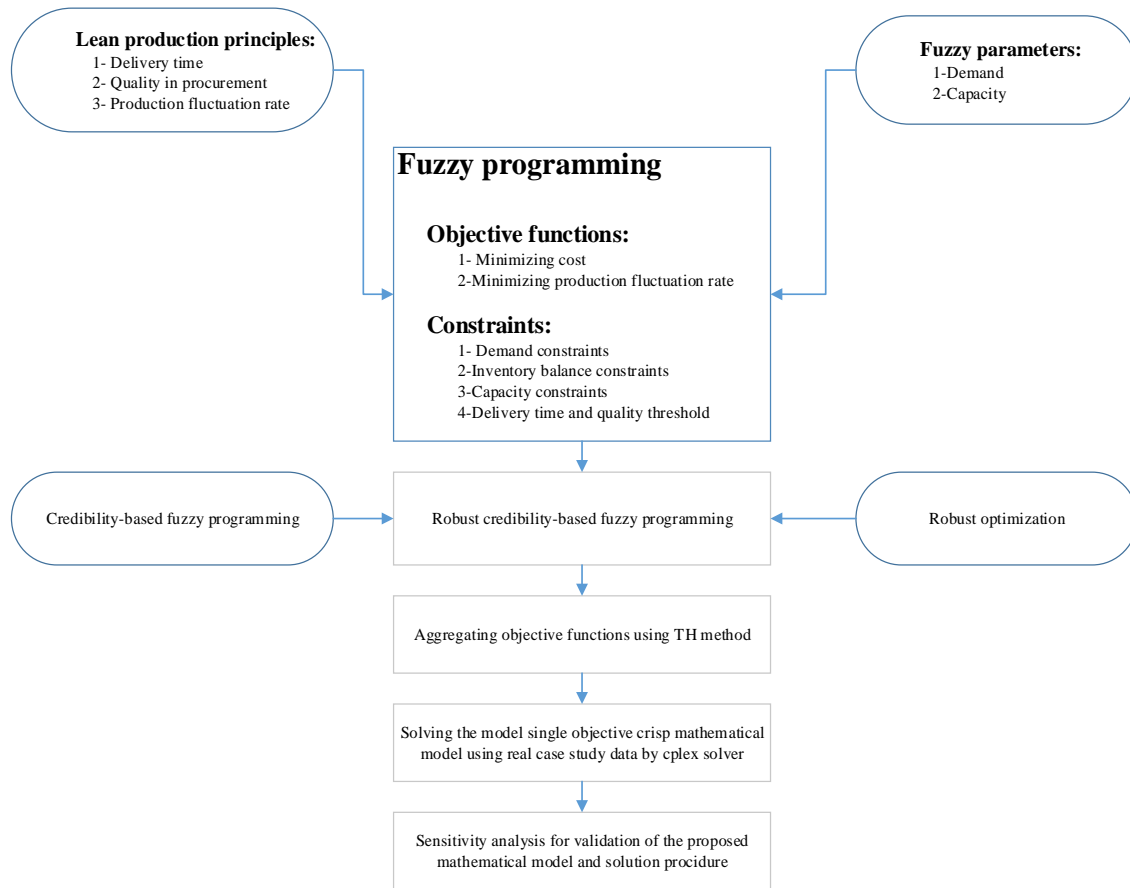 Lean production principles:
1- Delivery time
2- Quality in procurement
3- Production fluctuation rate
Fuzzy parameters:
1-Demand
2-Capacity
Fuzzy programming
Objective functions:
1- Minimizing cost
2-Minimizing production fluctuation rate
Constraints:
1- Demand constraints
2-Inventory balance constraints
3-Capacity constraints
4-Delivery time and quality threshold
Credibility-based fuzzy programming
Robust credibility-based fuzzy programming
Robust optimization
Aggregating objective functions using TH method
Solving the model single objective crisp mathematical
model using real case study data by cplex solver
Sensitivity analysis for validation of the proposed
mathematical model and solution procidure